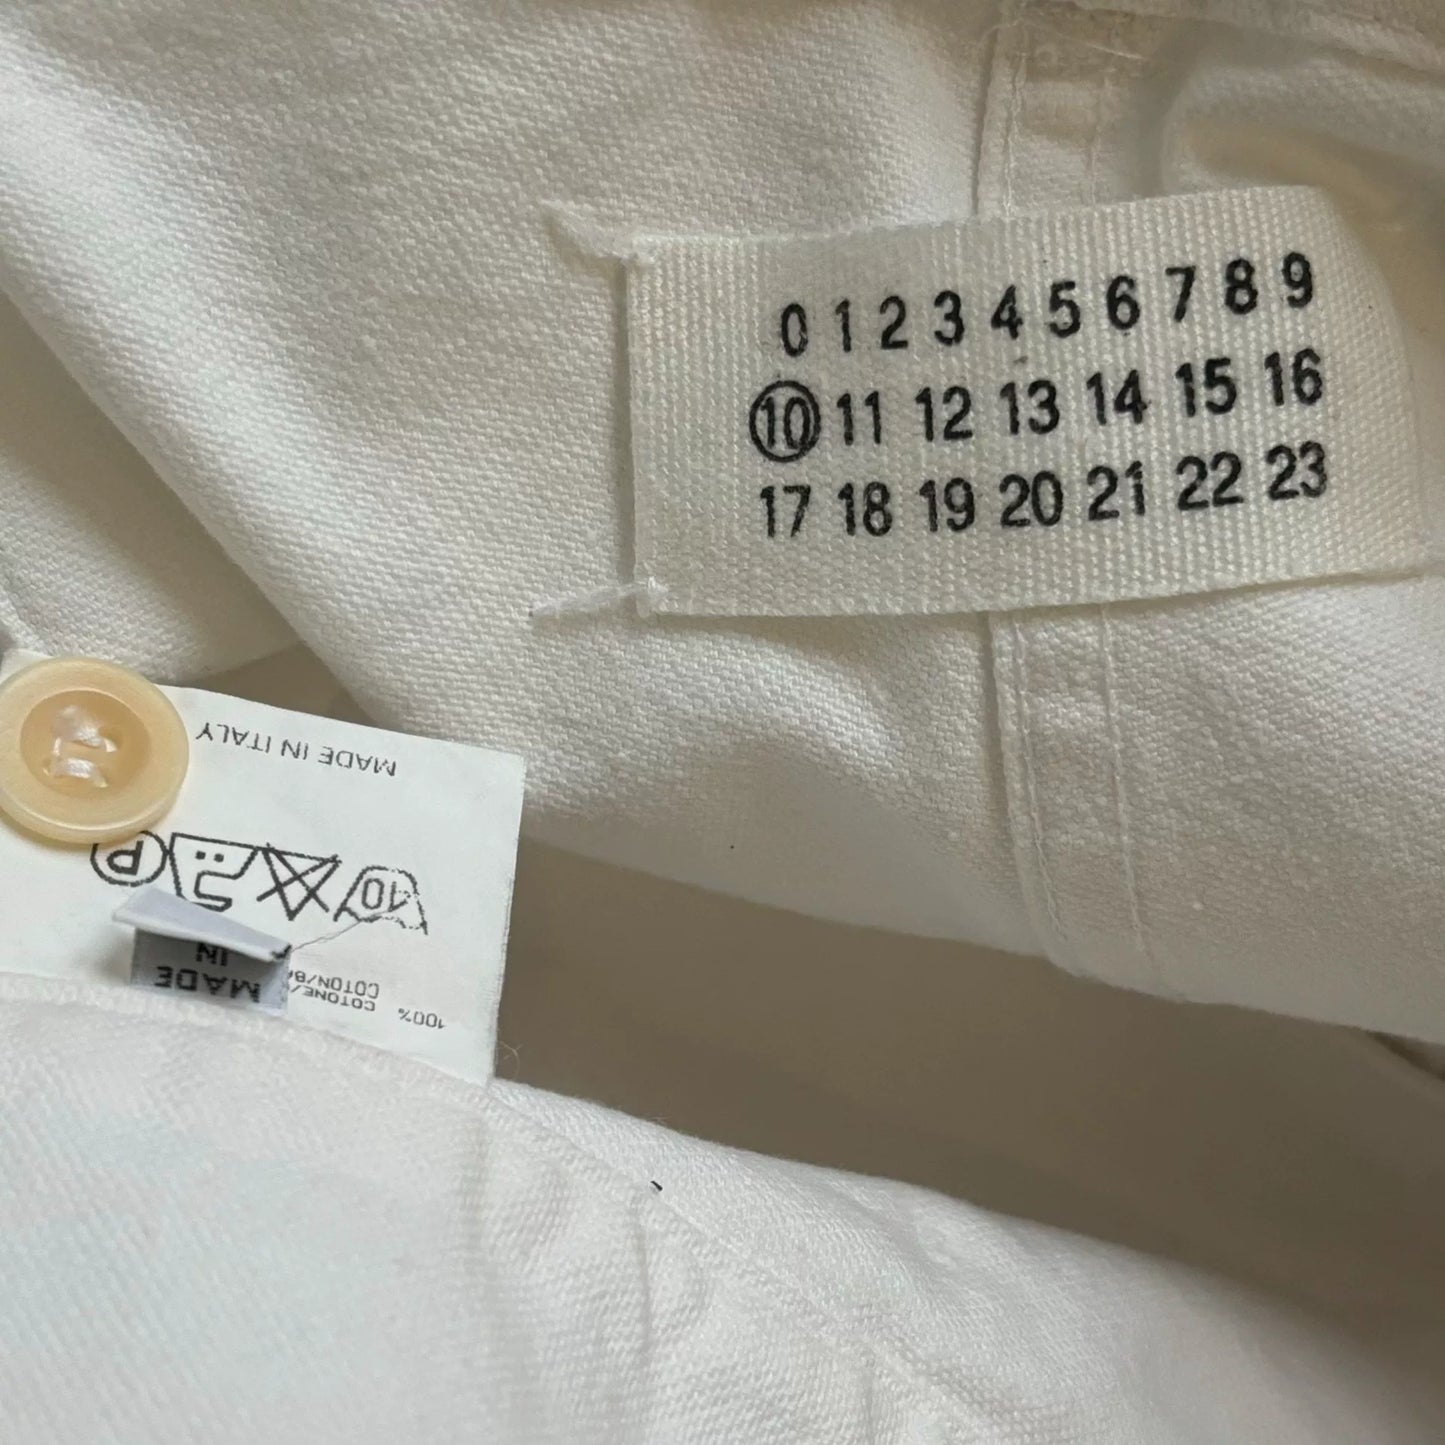 0 1 2 3 4 5 6 7 8 9
10 11 12 13 14 15 16
17 18 19 20 21 22 23
100% COTONE/
COTON/BA
MADE
IN
P
40
MADE IN ITALY